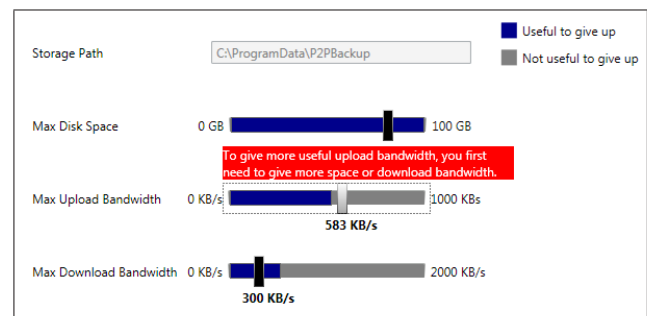 Useful to give up
Storage Path C:\ProgramData\P2PBackup
Not useful to give up
Max Disk Space 0 GB 100 GB
To give more useful upload bandwidth, you first
need to give more space or download bandwidth.
Max Upload Bandwidth 0 KB/s 1000 KBs
583 KB/s
Max Download Bandwidth 0 KB/s 2000 KB/s
300 KB/s